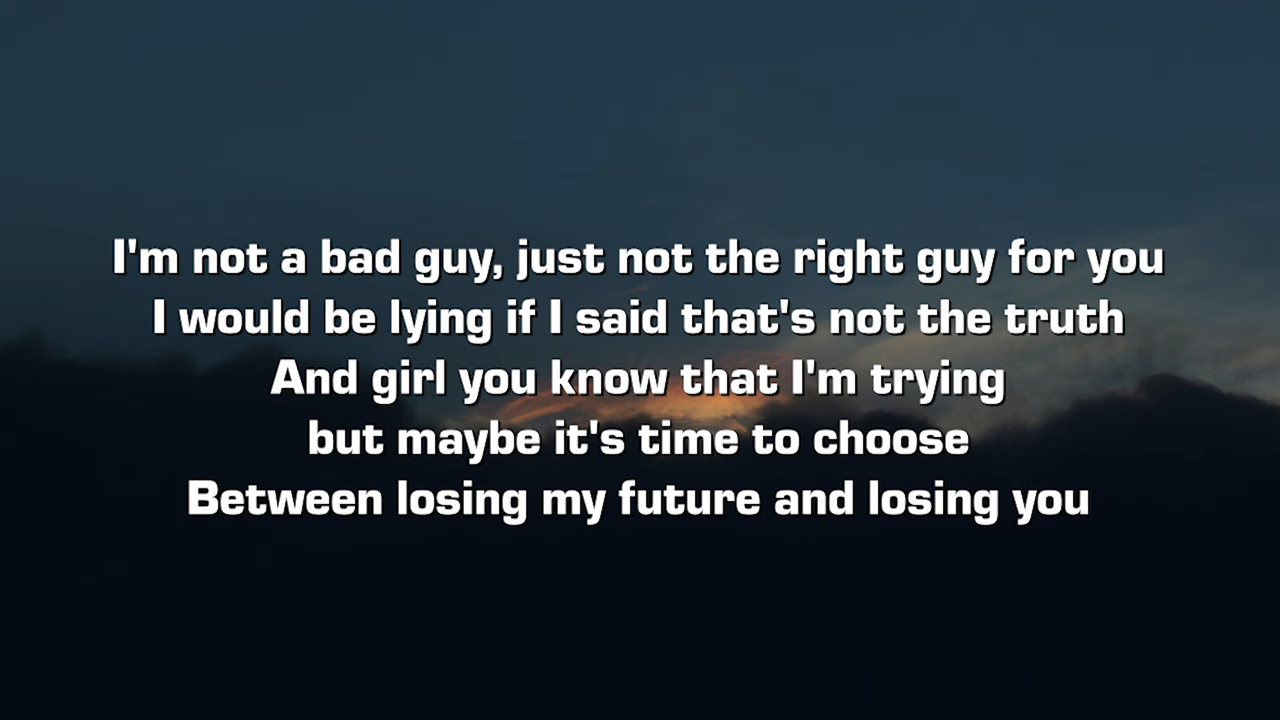 I'm not a bad guy, just not the right guy for you
I would be lying if I said that's not the truth
And girl you know that I'm trying
but maybe it's time to choose
Between losing my future and losing you